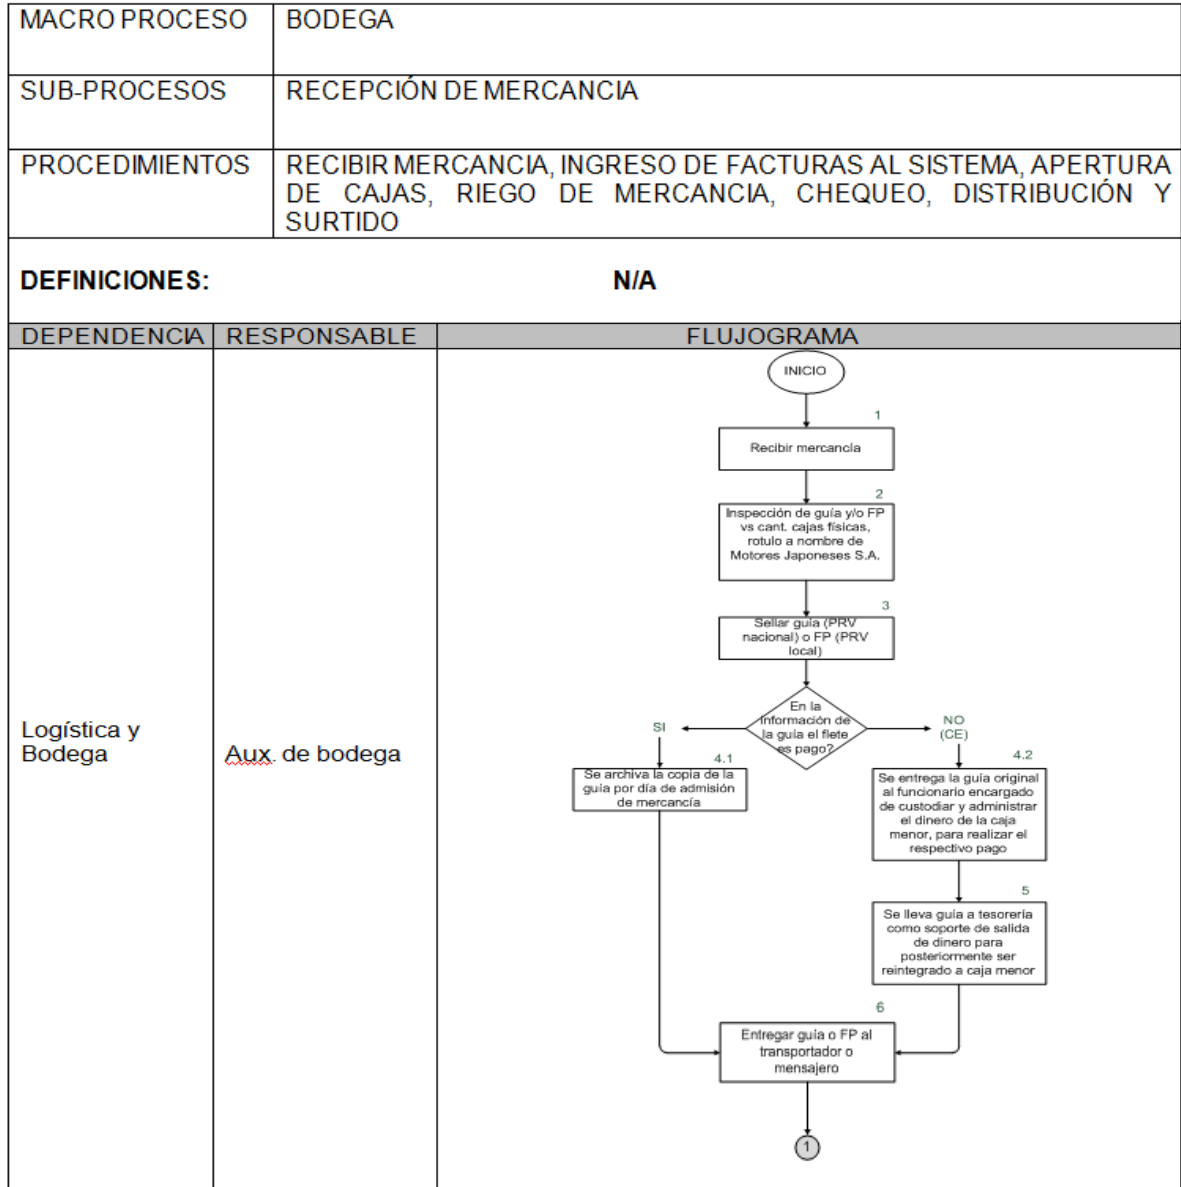 MACRO PROCESO BODEGA
SUB-PROCESOS RECEPCIÓN DE MERCANCIA
PROCEDIMIENTOS RECIBIR MERCANCIA, INGRESO DE FACTURAS AL SISTEMA, APERTURA
DE CAJAS, RIEGO DE MERCANCIA, CHEQUEO, DISTRIBUCIÓN Y
SURTIDO
DEFINICIONES: N/A
DEPENDENCIA RESPONSABLE FLUJOGRAMA
INICIO
1
Recibir mercancía
2
Inspección de guía y/o FP
vs cant. cajas físicas,
rotulo a nombre de
Motores Japoneses S.A.
3
Sellar guía (PRV
nacional) o FP (PRV
local)
En la
información de
la guía el flete
es pago?
SI
NO
(CE)
4.1
Se archiva la copia de la
guía por día de admisión
de mercancía
4.2
Se entrega la guía original
al funcionario encargado
de custodiar y administrar
el dinero de la caja
menor, para realizar el
respectivo pago
Logística y
Bodega
Aux. de bodega
5
Se lleva guía a tesorería
como soporte de salida
de dinero para
posteriormente ser
reintegrado a caja menor
6
Entregar guía o FP al
transportador o
mensajero
1